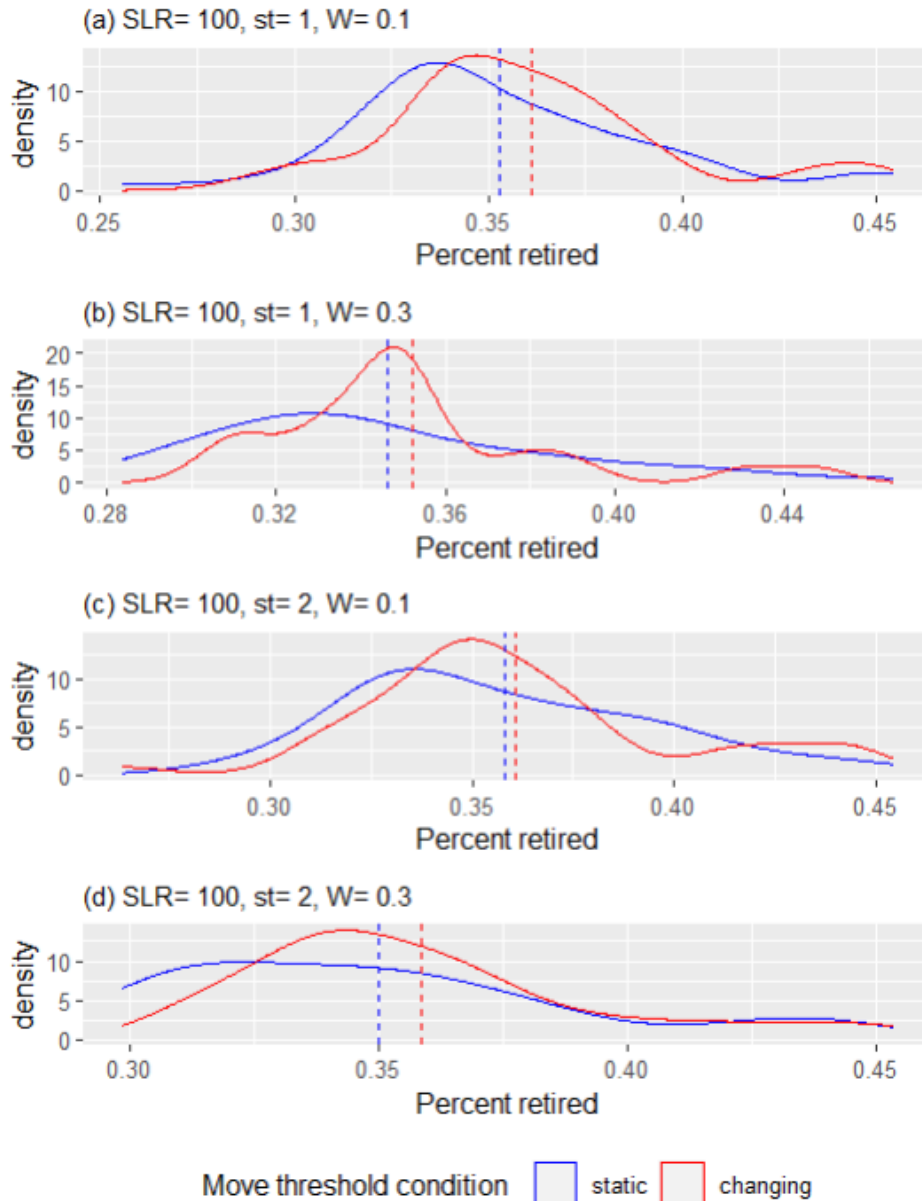 (a) SLR= 100, st= 1, W= 0.1
density
10
5
0
0.25 0.30 0.35 0.40 0.45
Percent retired
(b) SLR= 100, st= 1, W= 0.3
density
20
15
10
5
0
0.28 0.32 0.36 0.40 0.44
Percent retired
(c) SLR= 100, st= 2, W= 0.1
density
10
5
0
0.30 0.35 0.40 0.45
Percent retired
(d) SLR= 100, st= 2, W= 0.3
density
10
5
0
0.30 0.35 0.40 0.45
Percent retired
Move threshold condition static changing